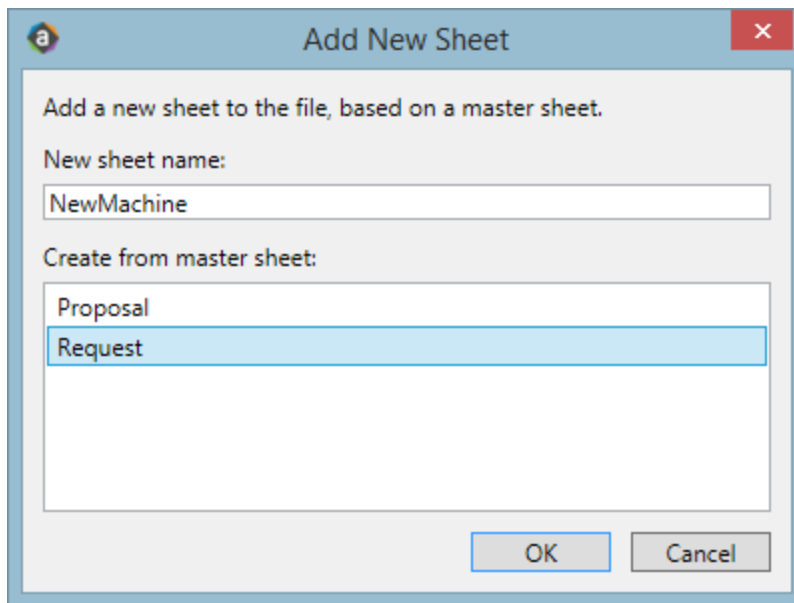 a
Add New Sheet
Add a new sheet to the file, based on a master sheet.
New sheet name:
NewMachine
Create from master sheet:
Proposal
Request
OK
Cancel